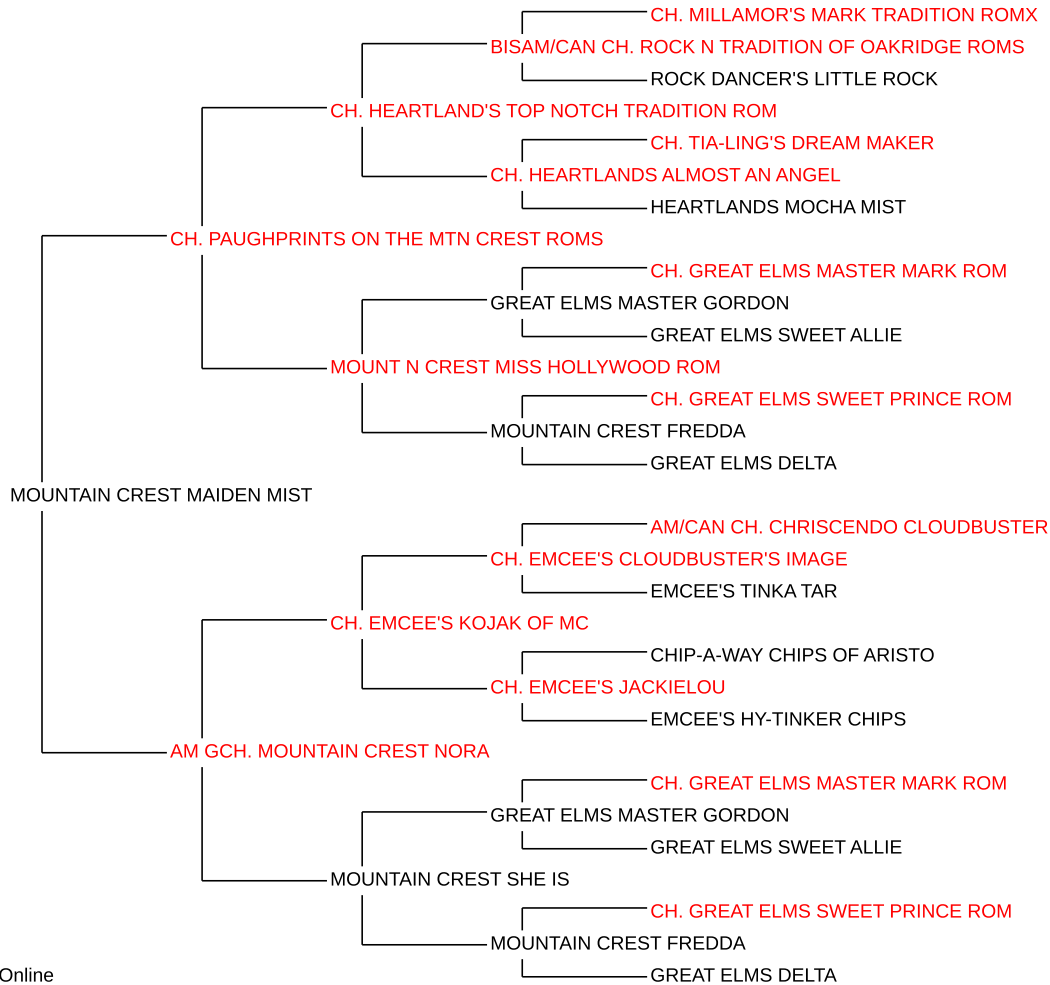 CH. MILLAMOR'S MARK TRADITION ROMX
BISAM/CAN CH. ROCK N TRADITION OF OAKRIDGE ROMS
ROCK DANCER'S LITTLE ROCK
CH. HEARTLAND'S TOP NOTCH TRADITION ROM
CH. TIA-LING'S DREAM MAKER
CH. HEARTLANDS ALMOST AN ANGEL
HEARTLANDS MOCHA MIST
CH. PAUGHPRINTS ON THE MTN CREST ROMS
CH. GREAT ELMS MASTER MARK ROM
GREAT ELMS MASTER GORDON
GREAT ELMS SWEET ALLIE
MOUNT N CREST MISS HOLLYWOOD ROM
CH. GREAT ELMS SWEET PRINCE ROM
MOUNTAIN CREST FREDDA
GREAT ELMS DELTA
MOUNTAIN CREST MAIDEN MIST
AM/CAN CH. CHRISCENDO CLOUDBUSTER
CH. EMCEE'S CLOUDBUSTER'S IMAGE
EMCEE'S TINKA TAR
CH. EMCEE'S KOJAK OF MC
CHIP-A-WAY CHIPS OF ARISTO
CH. EMCEE'S JACKIELOU
EMCEE'S HY-TINKER CHIPS
AM GCH. MOUNTAIN CREST NORA
CH. GREAT ELMS MASTER MARK ROM
GREAT ELMS MASTER GORDON
GREAT ELMS SWEET ALLIE
MOUNTAIN CREST SHE IS
CH. GREAT ELMS SWEET PRINCE ROM
MOUNTAIN CREST FREDDA
GREAT ELMS DELTA
Online